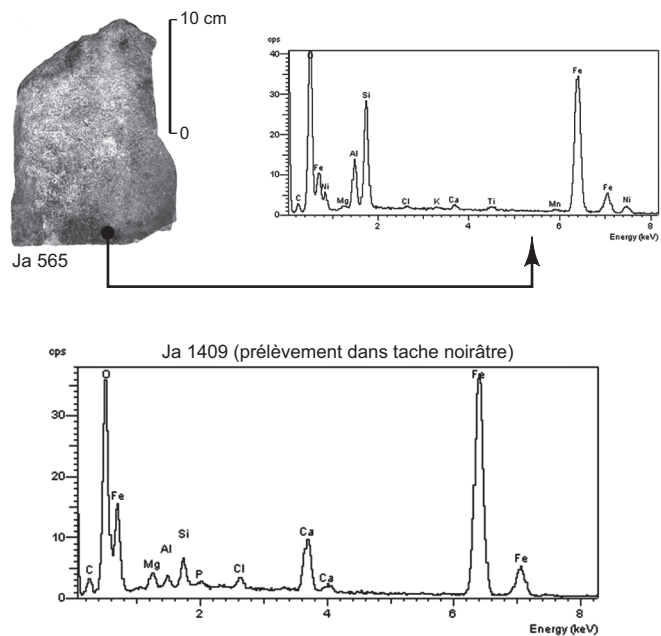 10 cm
0
Ja 565
cps
40
30
20
10
0
C
O
Fe
Ni
Mg
Al
Si
Cl
K
Ca
Ti
Mn
Fe
Fe
Ni
2
4
6
8
Energy (keV)
Ja 1409 (prélèvement dans tache noirâtre)
cps
30
20
10
0
C
O
Fe
Mg
Al
Si
P
Cl
Ca
Ca
Fe
Fe
2
4
6
8
Energy (keV)